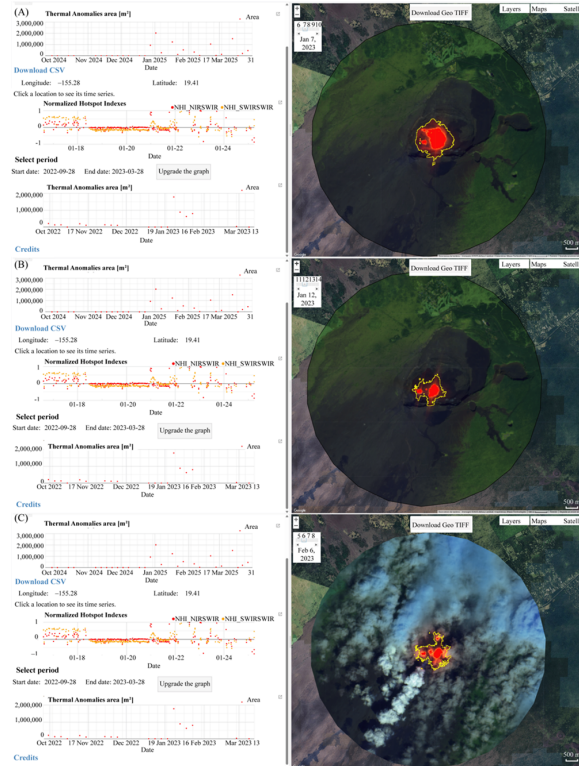 (A)
Thermal Anomalies area [m²]
Area
3,000,000
2,000,000
1,000,000
0
Oct 2024 Nov 2024 Dec 2024 Jan 2025 Feb 2025 Mar 2025 31
Date
Download CSV
Longitude: −155.28 Latitude: 19.41
Click a location to see its time series.
Normalized Hotspot Indexes
NHI_NIRSWIR NHI_SWIRSWIR
1
0
−1
01-18 01-20 01-22 01-24
Date
Select period
Start date: 2022-09-28 End date: 2023-03-28 Upgrade the graph
Thermal Anomalies area [m²]
Area
2,000,000
1,000,000
0
Oct 2022 17 Nov 2022 Dec 2022 19 Jan 2023 16 Feb 2023 Mar 2023 13
Date
Credits
+
−
6 7 8 9 10
Jan 7,
2023
Download Geo TIFF
Layers Maps Satell
500 m
(B)
Thermal Anomalies area [m²]
Area
3,000,000
2,000,000
1,000,000
0
Oct 2024 Nov 2024 Dec 2024 Jan 2025 Feb 2025 17 Mar 2025 31
Date
Download CSV
Longitude: −155.28 Latitude: 19.41
Click a location to see its time series.
Normalized Hotspot Indexes
NHI_NIRSWIR NHI_SWIRSWIR
1
0
−1
01-18 01-20 01-22 01-24
Date
Select period
Start date: 2022-09-28 End date: 2023-03-28 Upgrade the graph
Thermal Anomalies area [m²]
Area
2,000,000
1,000,000
0
Oct 2022 17 Nov 2022 Dec 2022 19 Jan 2023 16 Feb 2023 Mar 2023 13
Date
Credits
+
−
11 12 13 14
Jan 12,
2023
Download Geo TIFF
Layers Maps Satell
Google
500 m
(C)
Thermal Anomalies area [m²]
Area
3,000,000
2,000,000
1,000,000
0
Oct 2024 Nov 2024 Dec 2024 Jan 2025 Feb 2025 17 Mar 2025 31
Date
Download CSV
Longitude: −155.28 Latitude: 19.41
Click a location to see its time series.
Normalized Hotspot Indexes
NHI_NIRSWIR NHI_SWIRSWIR
1
0
−1
01-18 01-20 01-22 01-24
Date
Select period
Start date: 2022-09-28 End date: 2023-03-28 Upgrade the graph
Thermal Anomalies area [m²]
Area
2,000,000
1,000,000
0
Oct 2022 17 Nov 2022 Dec 2022 19 Jan 2023 16 Feb 2023 Mar 2023 13
Date
Credits
+
−
5 6 7 8
Feb 6,
2023
Download Geo TIFF
Layers Maps Satell
500 m